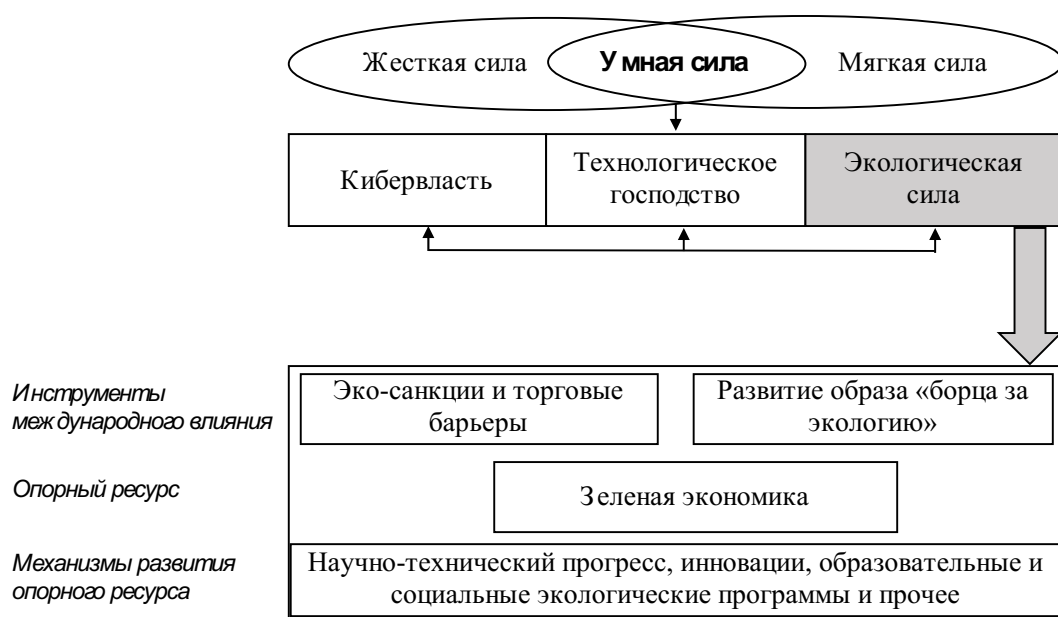 Жесткая сила
Умная сила
Мягкая сила
Кибервласть
Технологическое
господство
Экологическая
сила
Инструменты
международного влияния
Эко-санкции и торговые
барьеры
Развитие образа «борца за
экологию»
Опорный ресурс
Зеленая экономика
Механизмы развития
опорного ресурса
Научно-технический прогресс, инновации, образовательные и
социальные экологические программы и прочее